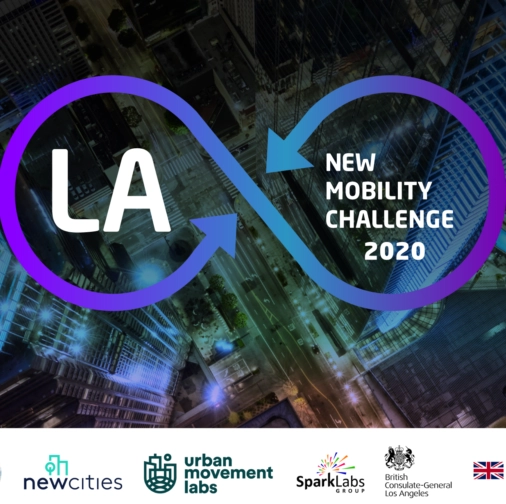 LA
NEW
MOBILITY
CHALLENGE
2020
newcities
urban
movement
labs
SparkLabs
GROUP
British
Consulate-General
Los Angeles